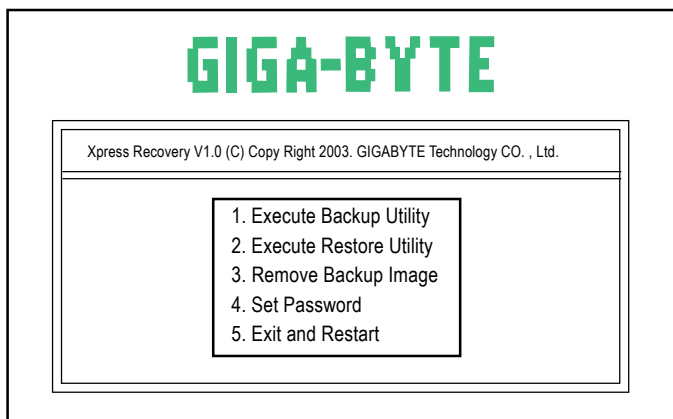 GIGA-BYTE
Xpress Recovery V1.0 (C) Copy Right 2003. GIGABYTE Technology CO. , Ltd.
1. Execute Backup Utility
2. Execute Restore Utility
3. Remove Backup Image
4. Set Password
5. Exit and Restart